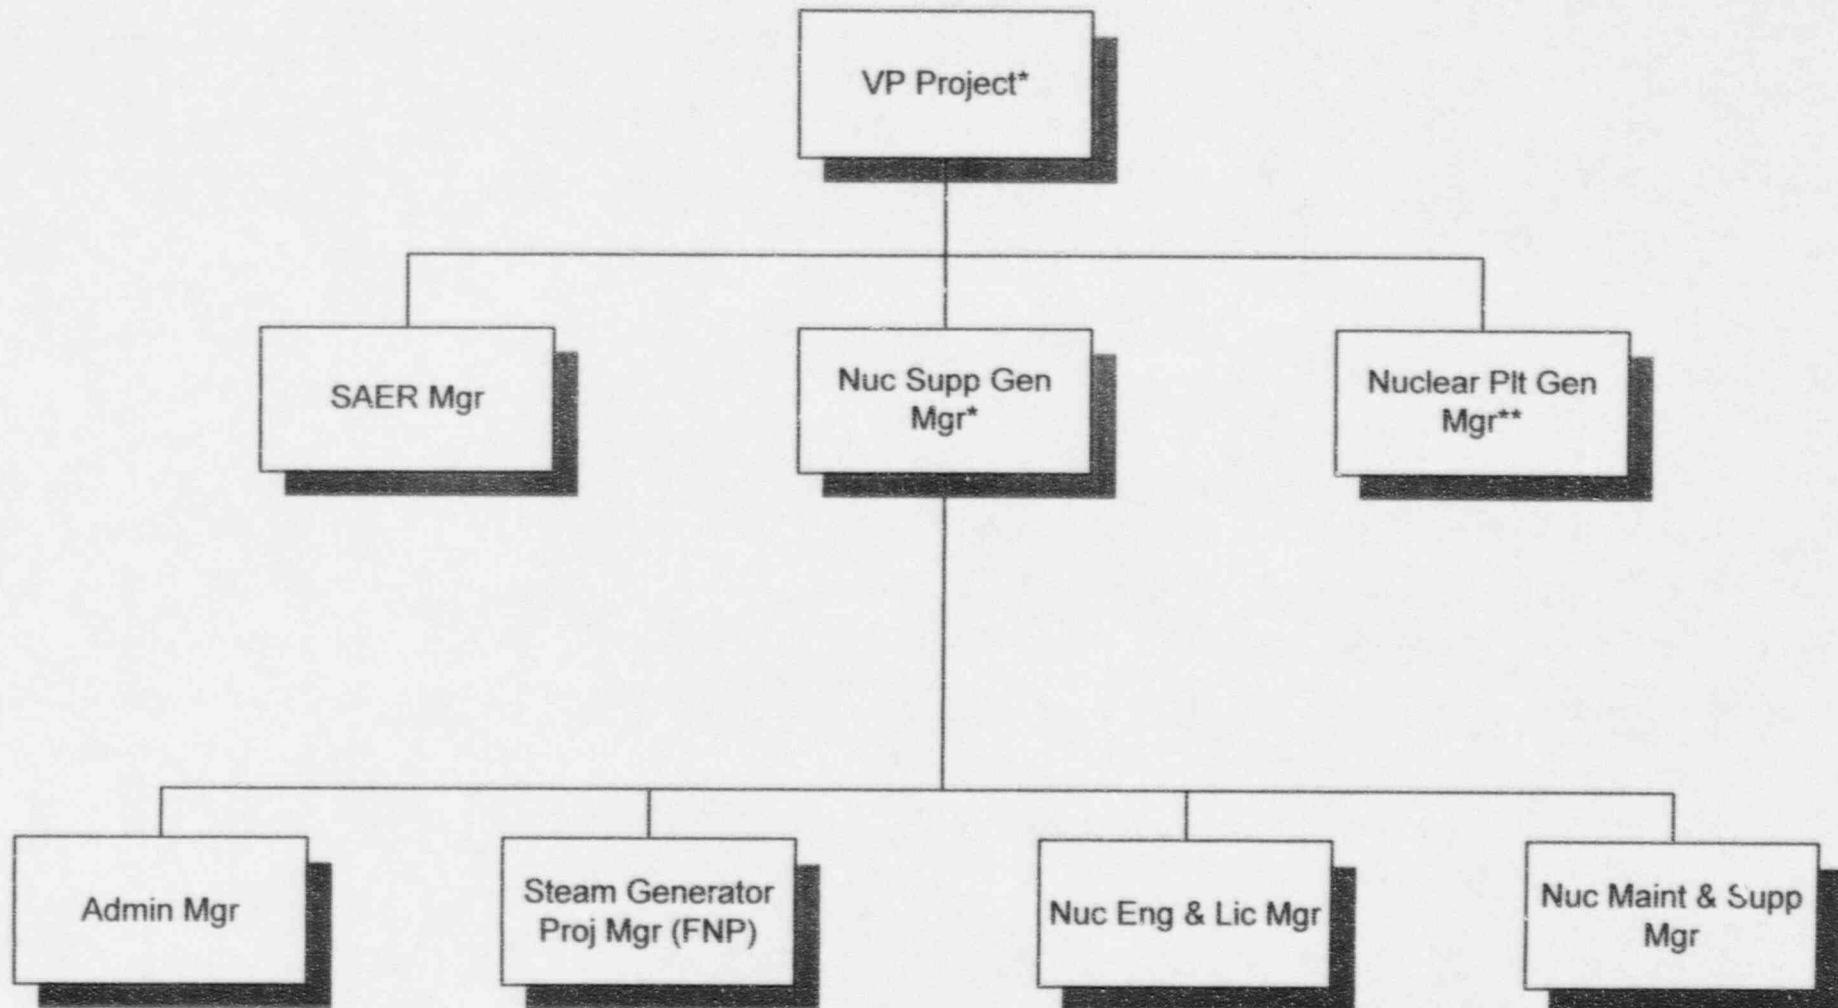 VP Project*
SAER Mgr
Nuc Supp Gen
Mgr*
Nuclear Plt Gen
Mgr**
Admin Mgr
Steam Generator
Proj Mgr (FNP)
Nuc Eng & Lic Mgr
Nuc Maint & Supp
Mgr